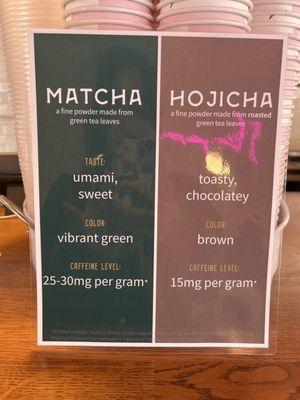 MATCHA
a fine powder made from
green tea leaves
TASTE:
umami,
sweet
COLOR:
vibrant green
CAFFEINE LEVEL:
25-30mg per gram*
HOJICHA
a fine powder made from roasted
green tea leaves
toasty,
chocolatey
COLOR:
brown
CAFFEINE LEVEL:
15mg per gram*